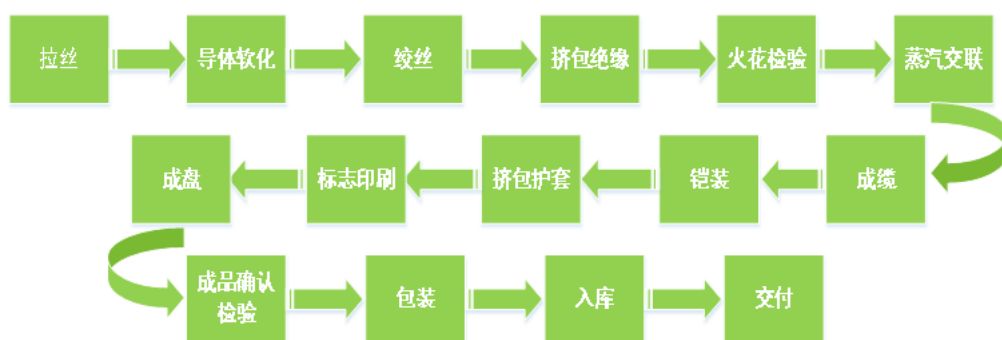 拉丝
导体软化
绞丝
挤包绝缘
火花检验
蒸汽交联
成盘
标志印刷
挤包护套
铠装
成缆
成品确认
检验
包装
入库
交付